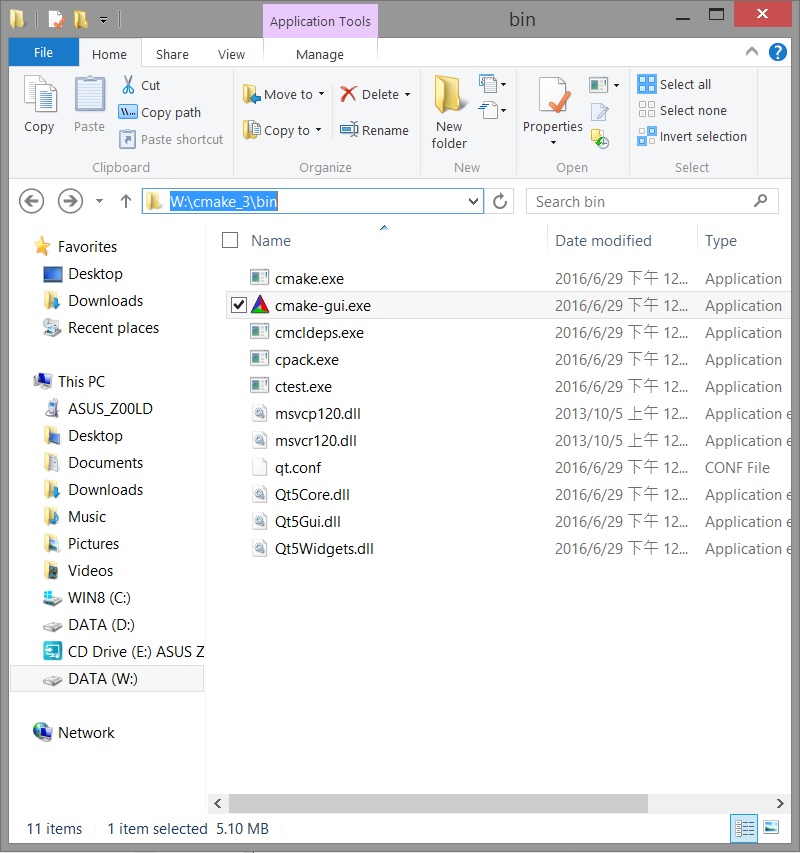 Application Tools
bin
File
Home
Share
View
Manage
Copy
Paste
Cut
Copy path
Paste shortcut
Clipboard
Move to
Copy to
Delete
Rename
Organize
New folder
New
Properties
Open
Select all
Select none
Invert selection
Select
W:\cmake_3\bin
Search bin
Favorites
Desktop
Downloads
Recent places
This PC
ASUS_Z00LD
Desktop
Documents
Downloads
Music
Pictures
Videos
WIN8 (C:)
DATA (D:)
CD Drive (E:) ASUS Z
DATA (W:)
Network
Name Date modified Type
cmake.exe 2016/6/29 下午 12... Application
cmake-gui.exe 2016/6/29 下午 12... Application
cmcldeps.exe 2016/6/29 下午 12... Application
cpack.exe 2016/6/29 下午 12... Application
ctest.exe 2016/6/29 下午 12... Application
msvcp120.dll 2013/10/5 上午 12... Application e
msvcr120.dll 2013/10/5 上午 12... Application e
qt.conf 2016/6/29 下午 12... CONF File
Qt5Core.dll 2016/6/29 下午 12... Application e
Qt5Gui.dll 2016/6/29 下午 12... Application e
Qt5Widgets.dll 2016/6/29 下午 12... Application e
11 items 1 item selected 5.10 MB